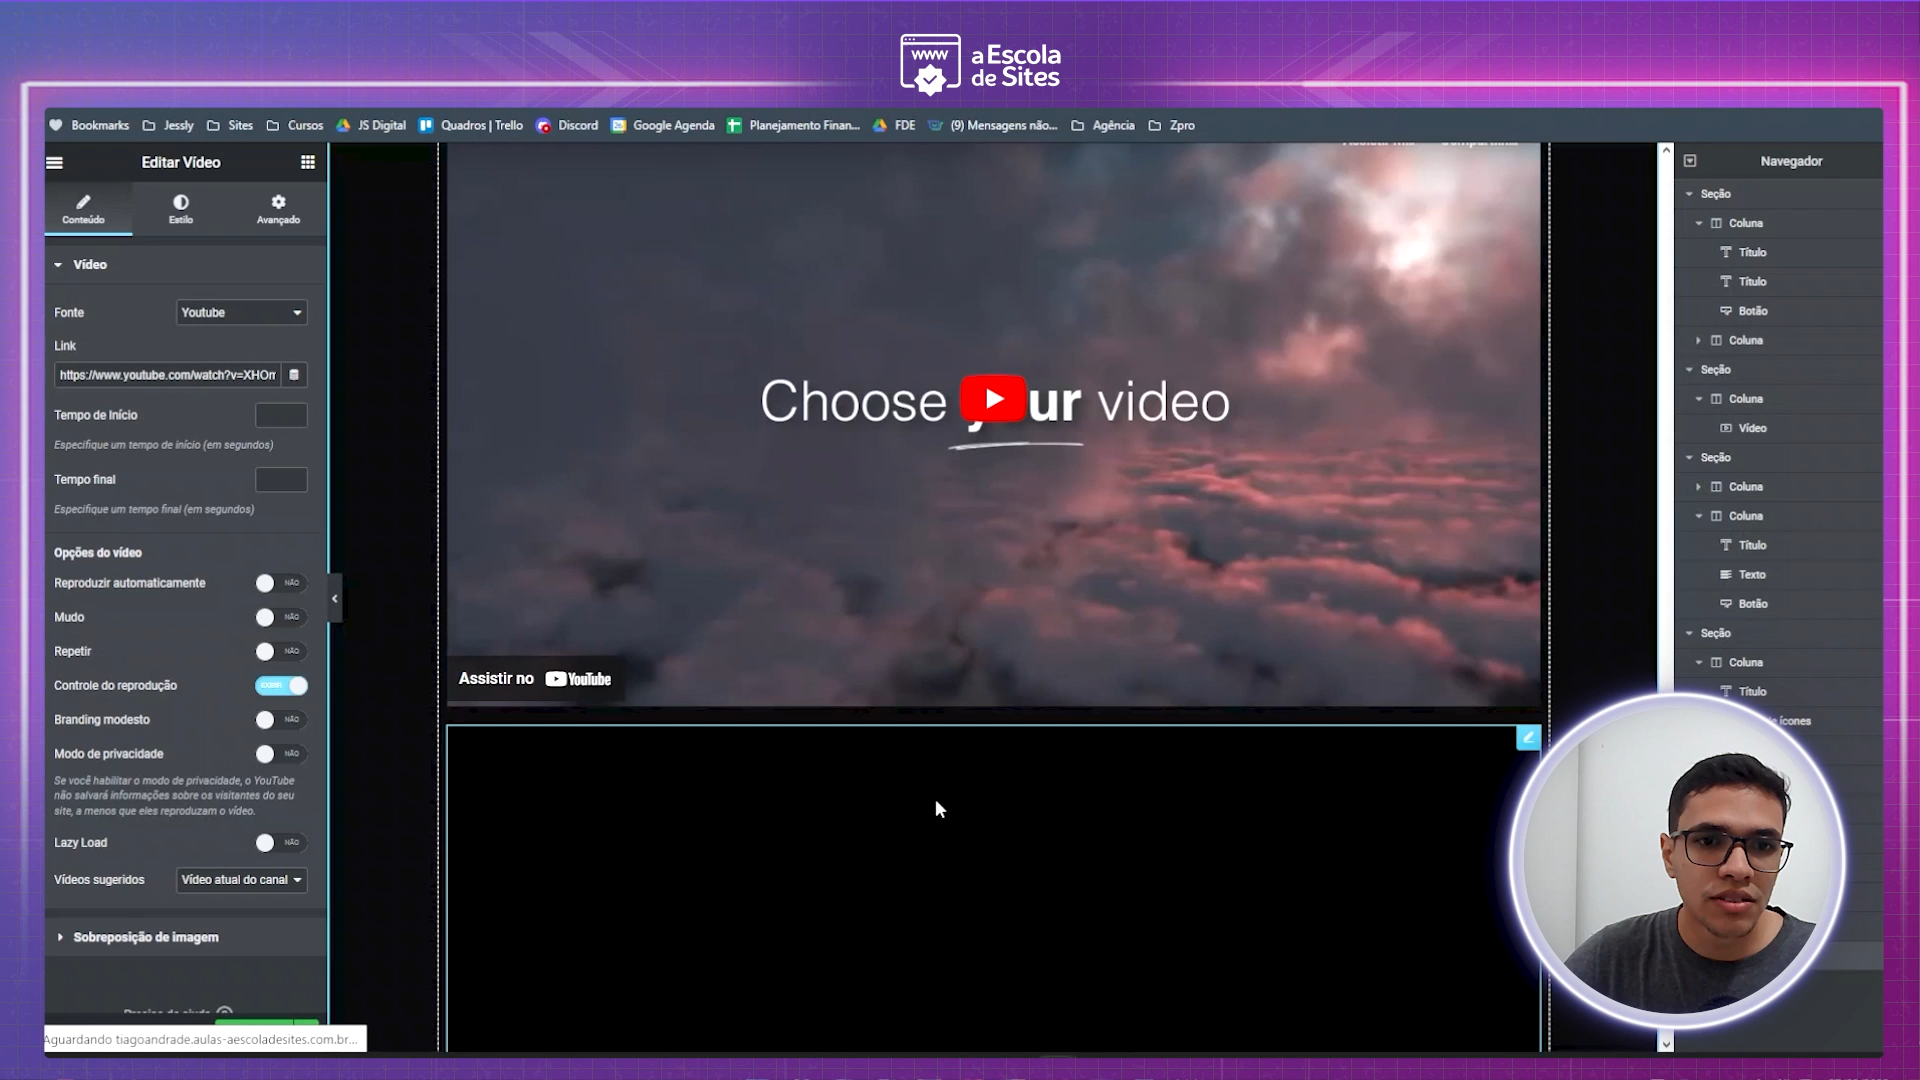 www
a Escola
de Sites
Bookmarks Jessly Sites Cursos JS Digital Quadros | Trello Discord Google Agenda Planejamento Finan... FDE (9) Mensagens não... Agência Zpro
Editar Vídeo
Conteúdo Estilo Avançado
Vídeo
Fonte Youtube
Link
https://www.youtube.com/watch?v=XHOn
Tempo de Início
Especifique um tempo de início (em segundos)
Tempo final
Especifique um tempo final (em segundos)
Opções do vídeo
Reproduzir automaticamente NÃO
Mudo NÃO
Repetir NÃO
Controle do reprodução
Branding modesto NÃO
Modo de privacidade NÃO
Se você habilitar o modo de privacidade, o YouTube
não salvará informações sobre os visitantes do seu
site, a menos que eles reproduzam o vídeo.
Lazy Load NÃO
Vídeos sugeridos Vídeo atual do canal
Sobreposição de imagem
Aguardando tiagoandrade.aulas-aescoladesites.com.br...
Choose your video
Assistir no YouTube
Navegador
Seção
Coluna
Título
Título
Botão
Coluna
Seção
Coluna
Vídeo
Seção
Coluna
Coluna
Título
Texto
Botão
Seção
Coluna
Título
ícones